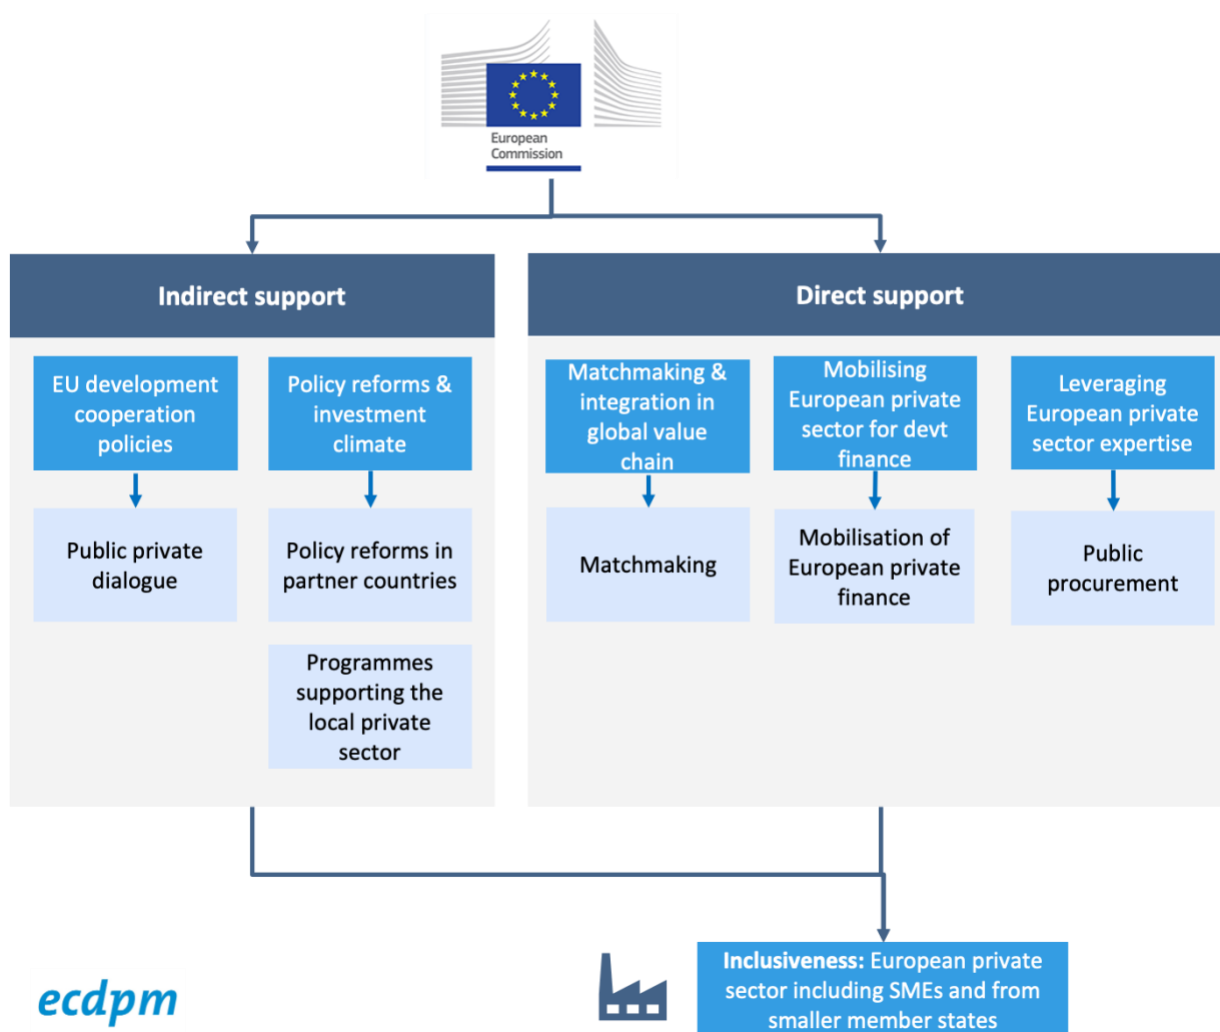 European
Commission
Indirect support
EU development
cooperation
policies
Policy reforms &
investment
climate
Public private
dialogue
Policy reforms in
partner countries
Programmes
supporting the
local private
sector
Direct support
Matchmaking &
integration in
global value
chain
Mobilising
European private
sector for devt
finance
Leveraging
European private
sector expertise
Matchmaking
Mobilisation of
European private
finance
Public
procurement
Inclusiveness: European private
sector including SMEs and from
smaller member states
ecdpm